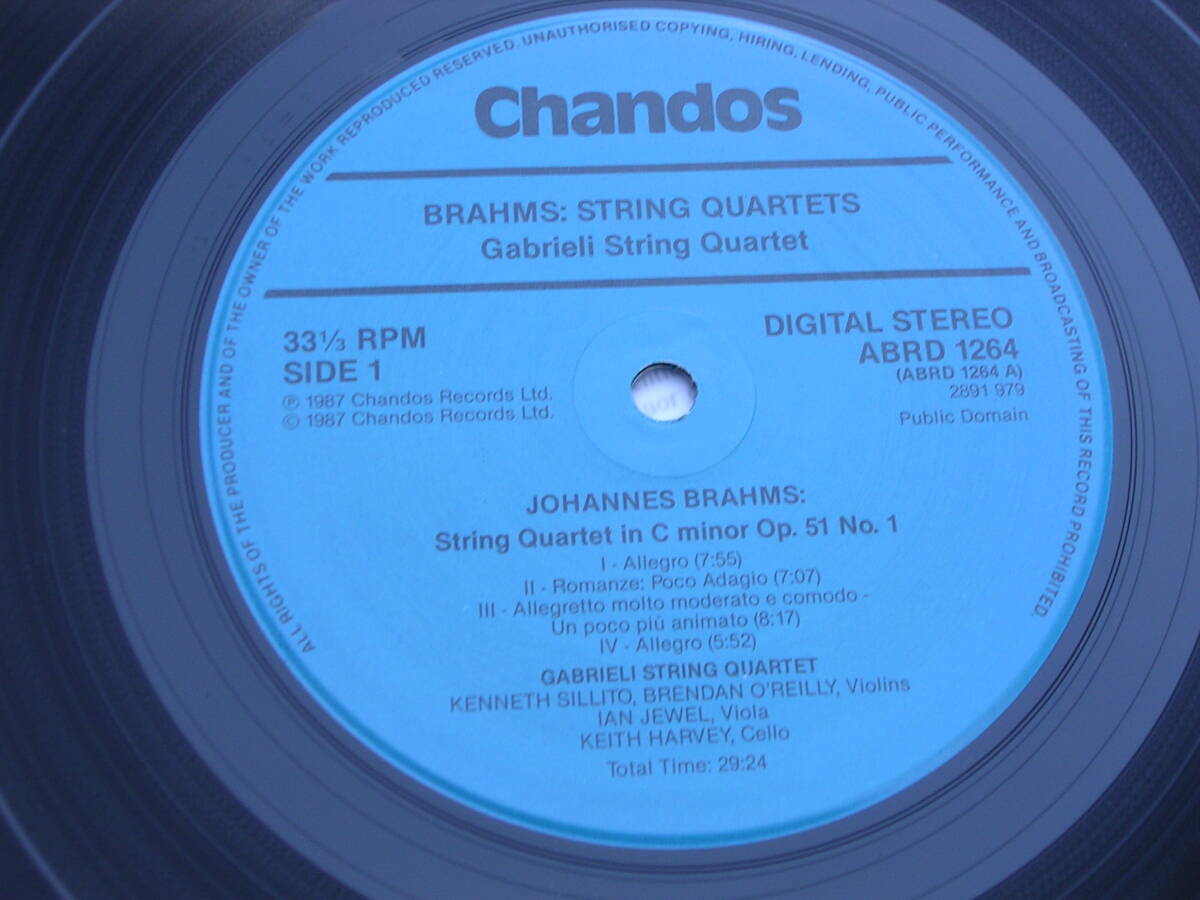 Chandos
BRAHMS: STRING QUARTETS
Gabrieli String Quartet
33⅓ RPM
SIDE 1
℗ 1987 Chandos Records Ltd.
© 1987 Chandos Records Ltd.
DIGITAL STEREO
ABRD 1264
(ABRD 1264 A)
2891 979
Public Domain
JOHANNES BRAHMS:
String Quartet in C minor Op. 51 No. 1
I - Allegro (7:55)
II - Romanze: Poco Adagio (7:07)
III - Allegretto molto moderato e comodo -
Un poco più animato (8:17)
IV - Allegro (5:52)
GABRIELI STRING QUARTET
KENNETH SILLITO, BRENDAN O'REILLY, Violins
IAN JEWEL, Viola
KEITH HARVEY, Cello
Total Time: 29:24
ALL RIGHTS OF THE PRODUCER AND OF THE OWNER OF THE WORK REPRODUCED RESERVED. UNAUTHORISED COPYING, HIRING, LENDING, PUBLIC PERFORMANCE AND BROADCASTING OF THIS RECORD PROHIBITED.